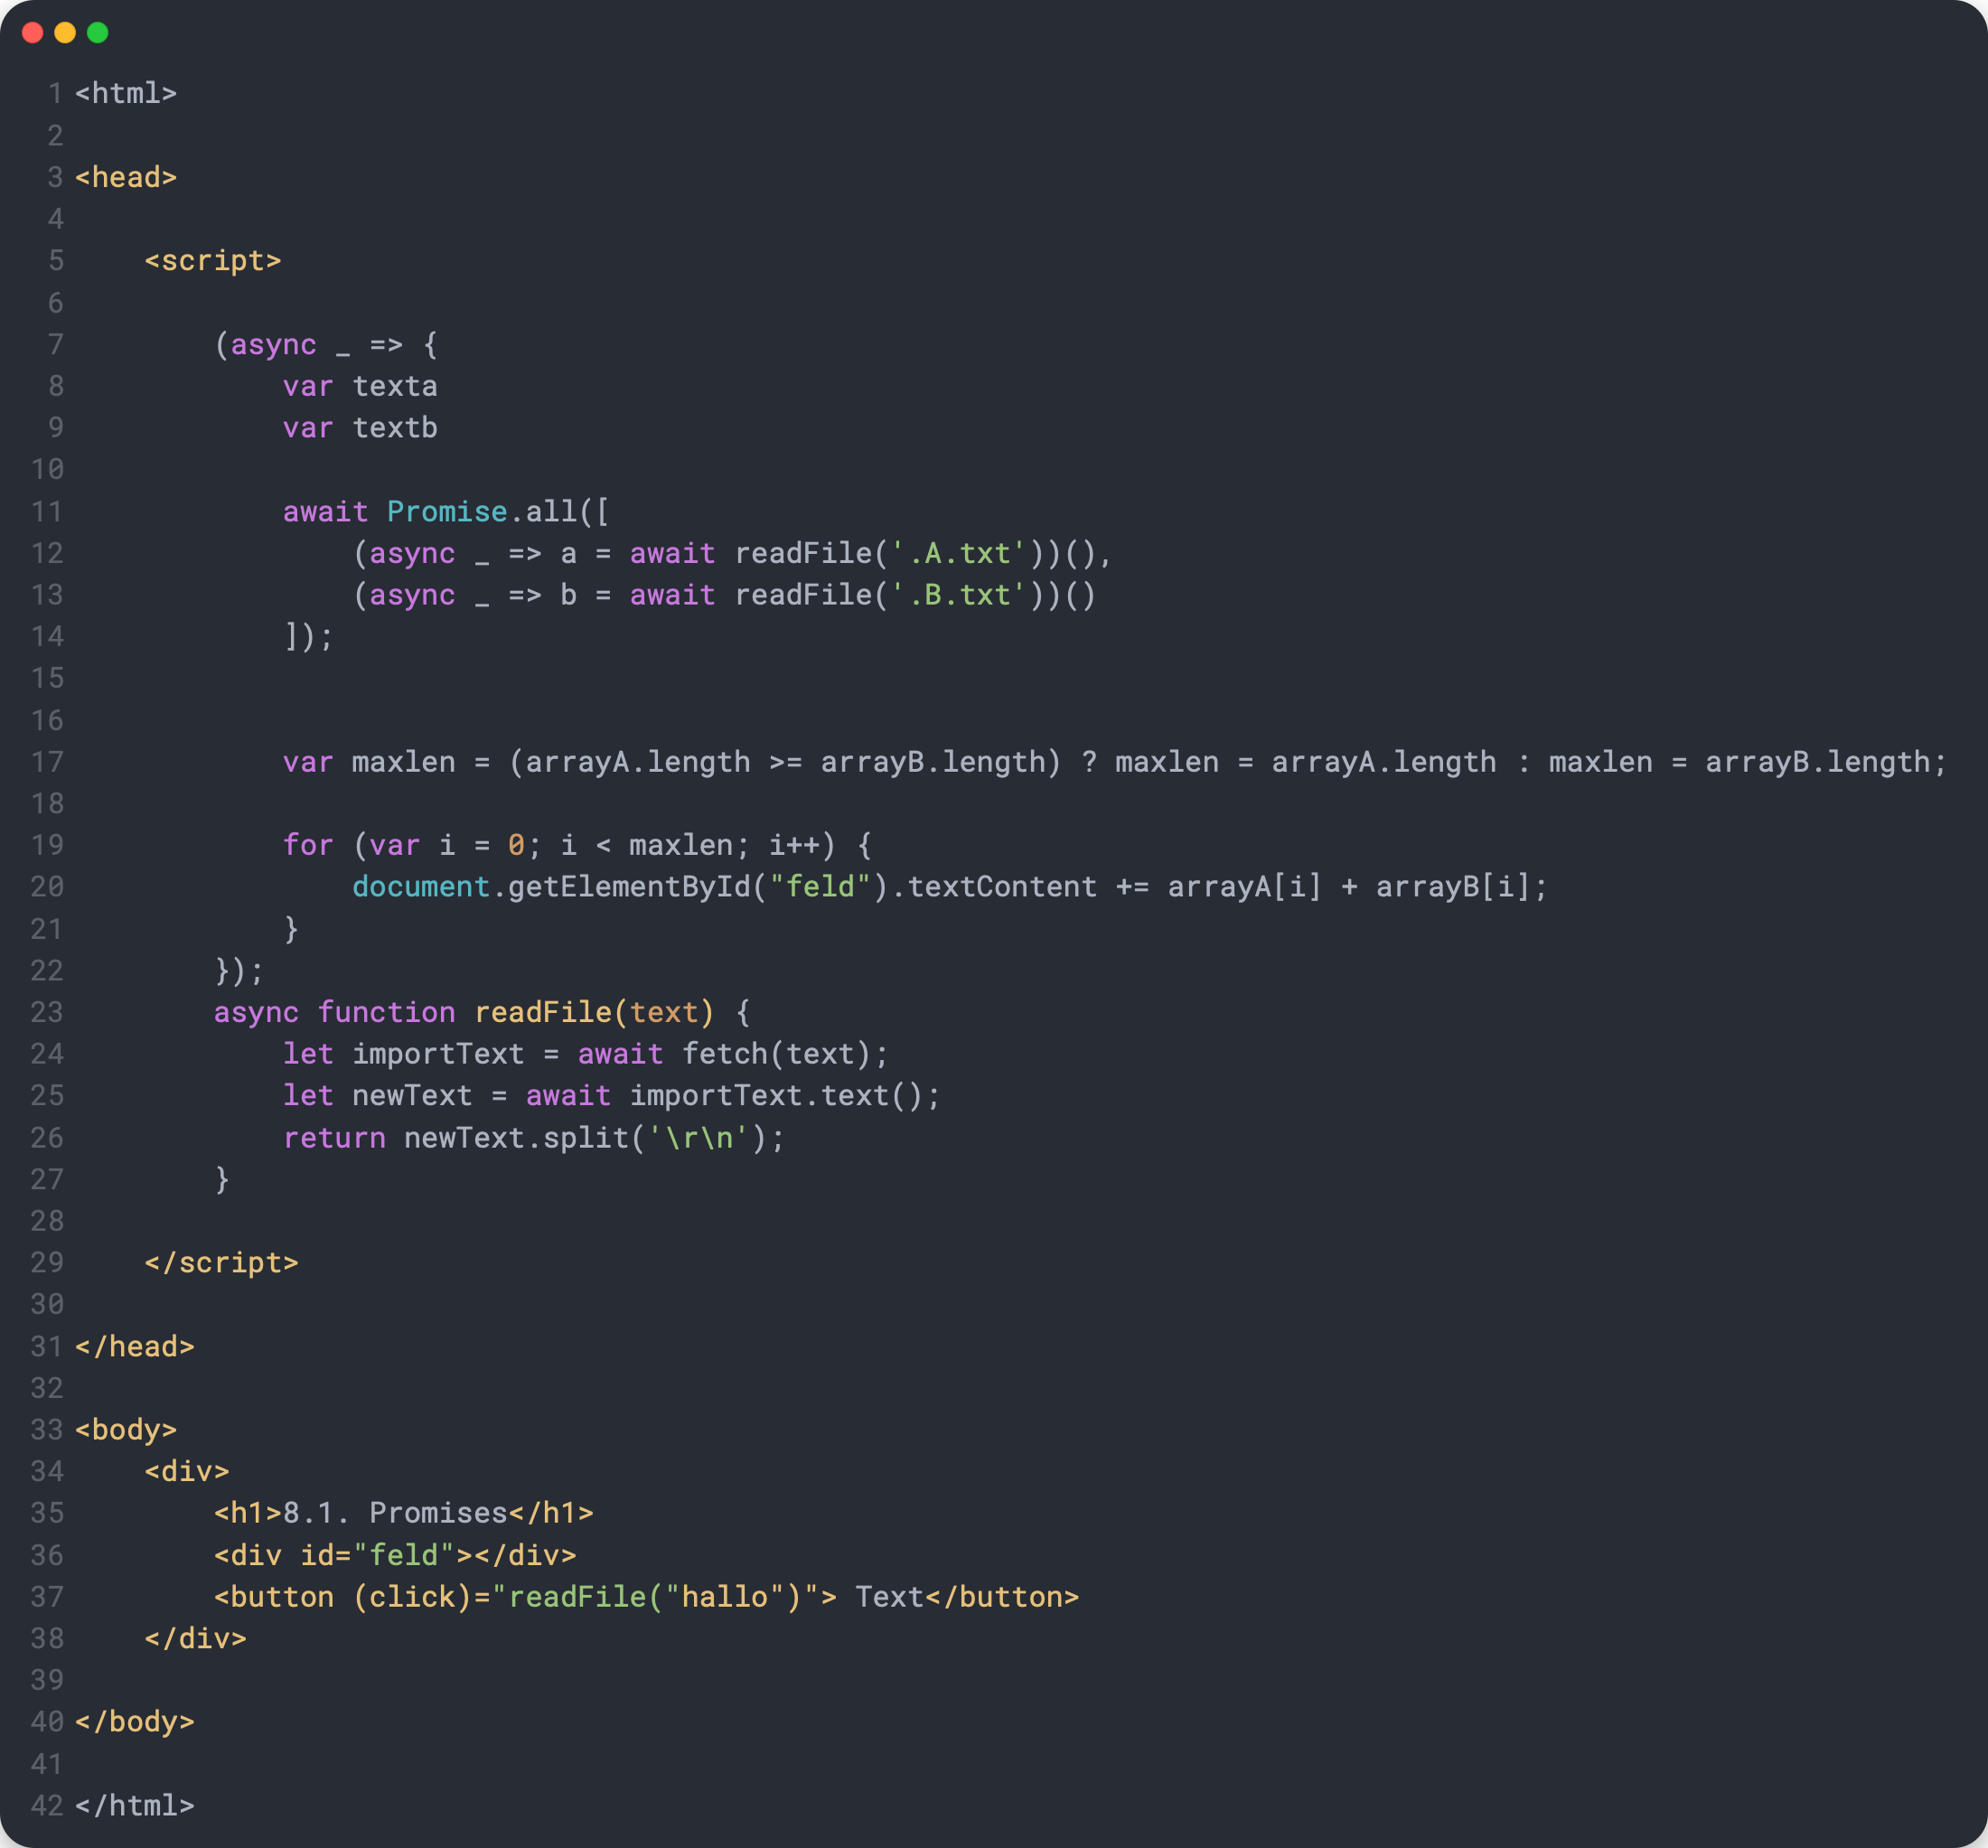 1 <html>
2
3 <head>
4
5     <script>
6
7         (async _ => {
8             var texta
9             var textb
10
11             await Promise.all([
12                 (async _ => a = await readFile('.A.txt'))(),
13                 (async _ => b = await readFile('.B.txt'))()
14             ]);
15
16
17             var maxlen = (arrayA.length >= arrayB.length) ? maxlen = arrayA.length : maxlen = arrayB.length;
18
19             for (var i = 0; i < maxlen; i++) {
20                 document.getElementById("feld").textContent += arrayA[i] + arrayB[i];
21             }
22         });
23         async function readFile(text) {
24             let importText = await fetch(text);
25             let newText = await importText.text();
26             return newText.split('\r\n');
27         }
28
29     </script>
30
31 </head>
32
33 <body>
34     <div>
35         <h1>8.1. Promises</h1>
36         <div id="feld"></div>
37         <button (click)="readFile("hallo")"> Text</button>
38     </div>
39
40 </body>
41
42 </html>